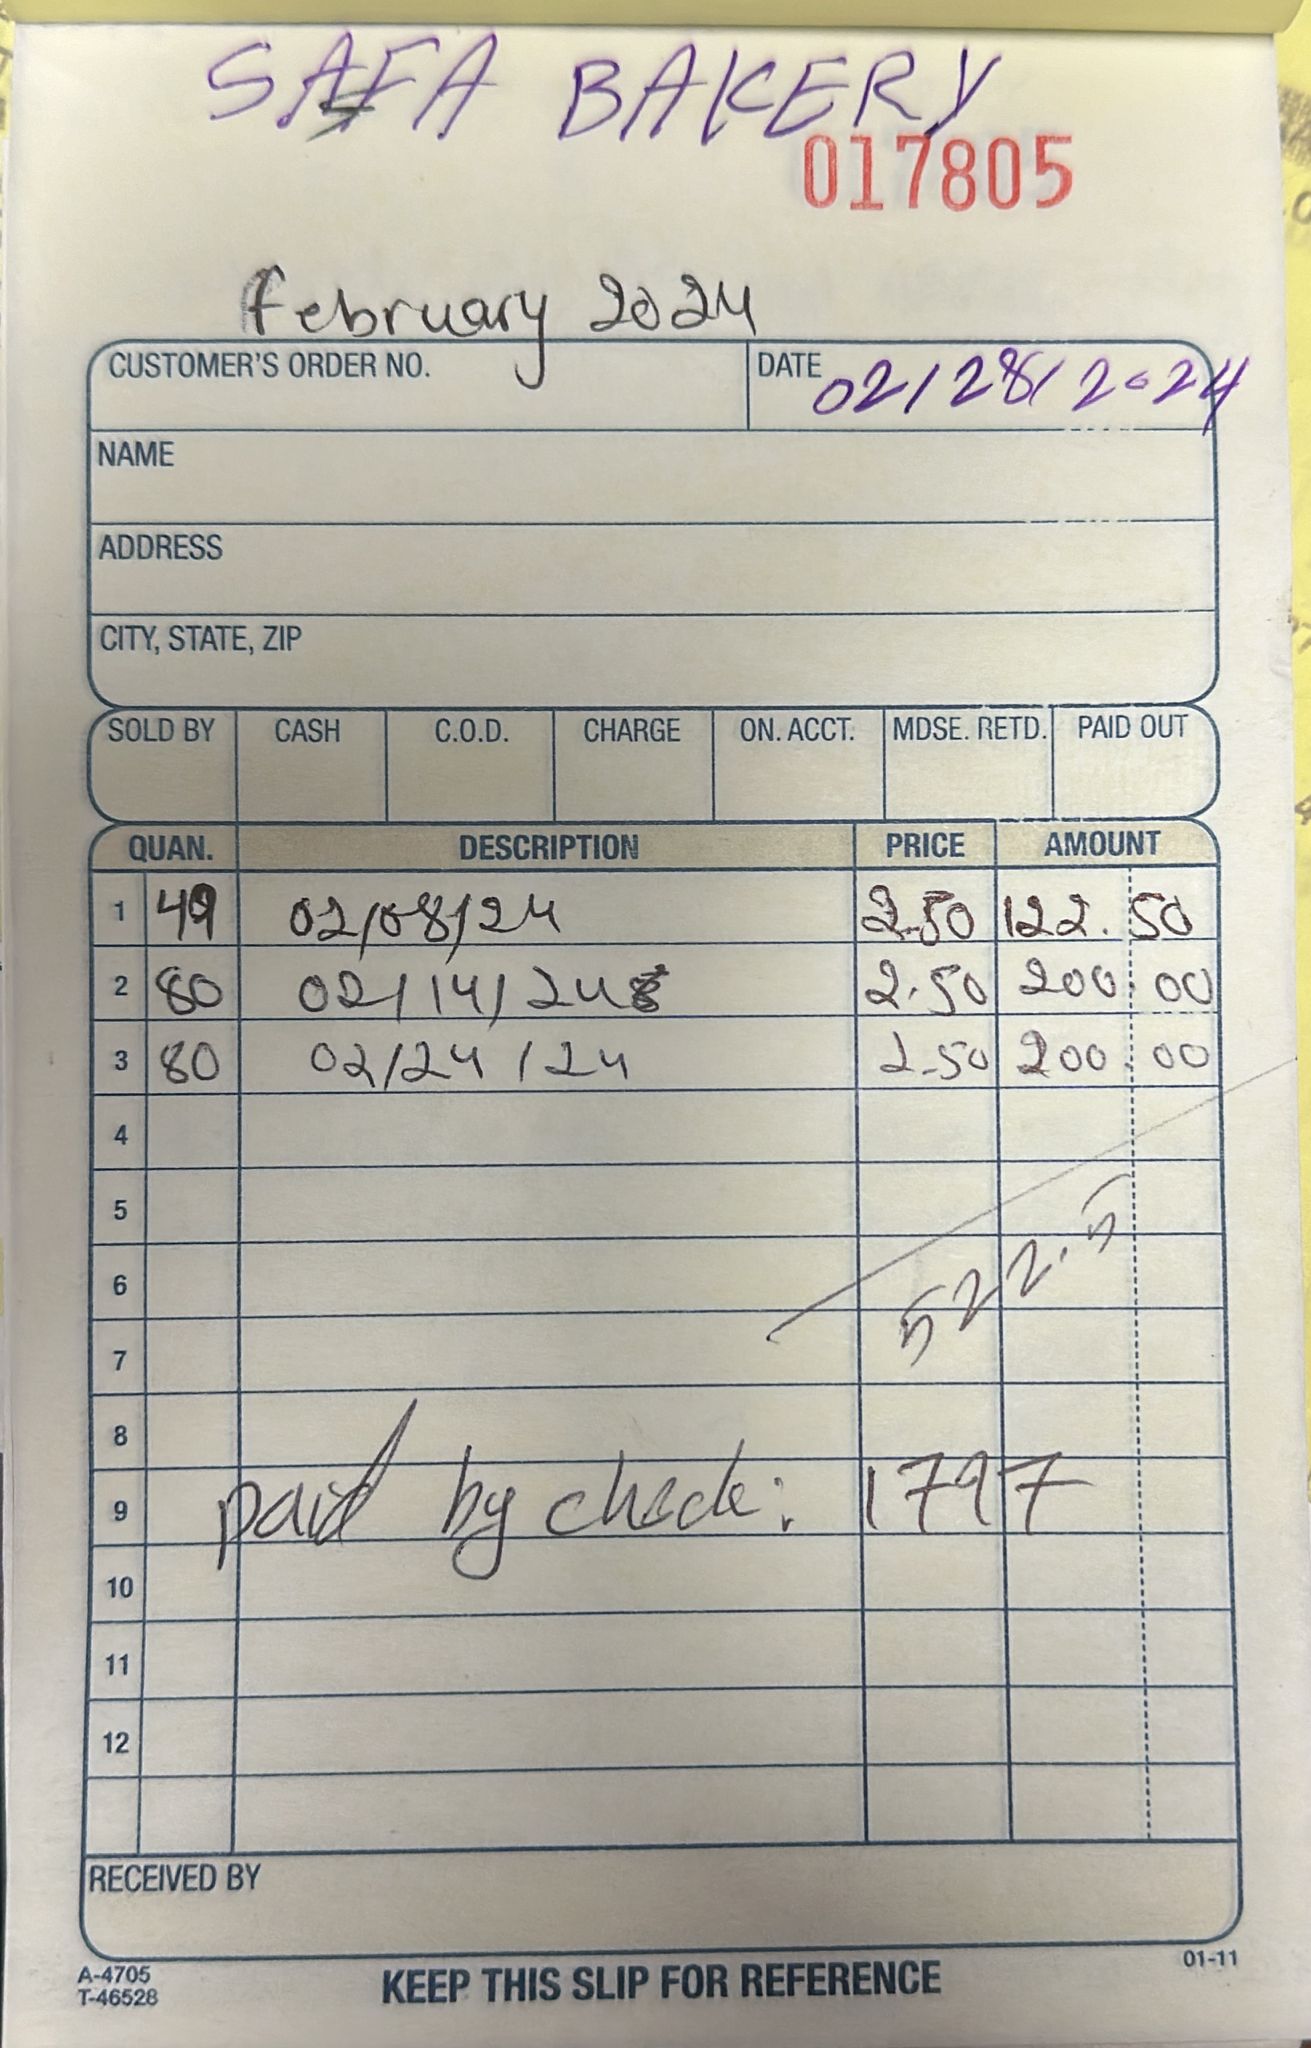 SAFA BAKERY
017805
February 2024
CUSTOMER'S ORDER NO. DATE 02/28/2024
NAME
ADDRESS
CITY, STATE, ZIP
SOLD BY CASH C.O.D. CHARGE ON. ACCT. MDSE. RETD. PAID OUT
QUAN. DESCRIPTION PRICE AMOUNT
1 49 02/08/24 2.50 122.50
2 80 02/14/24 2.50 200.00
3 80 02/24/24 2.50 200.00
4
5
6
522.5
7
8
9 paid by check: 1797
10
11
12
RECEIVED BY
A-4705
T-46528
KEEP THIS SLIP FOR REFERENCE
01-11